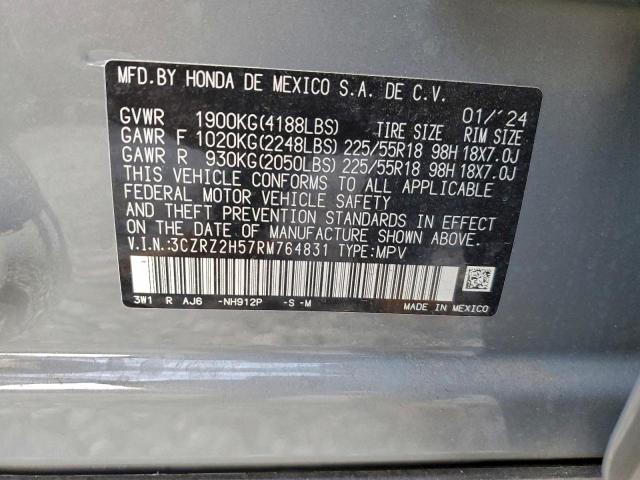 MFD.BY HONDA DE MEXICO S.A. DE C.V.
01/'24
GVWR 1900KG(4188LBS) TIRE SIZE RIM SIZE
GAWR F 1020KG(2248LBS) 225/55R18 98H 18X7.0J
GAWR R 930KG(2050LBS) 225/55R18 98H 18X7.0J
THIS VEHICLE CONFORMS TO ALL APPLICABLE
FEDERAL MOTOR VEHICLE SAFETY
AND THEFT PREVENTION STANDARDS IN EFFECT
ON THE DATE OF MANUFACTURE SHOWN ABOVE.
V.I.N.:3CZRZ2H57RM764831 TYPE:MPV
3W1 R AJ6 -NH912P -S -M
MADE IN MEXICO